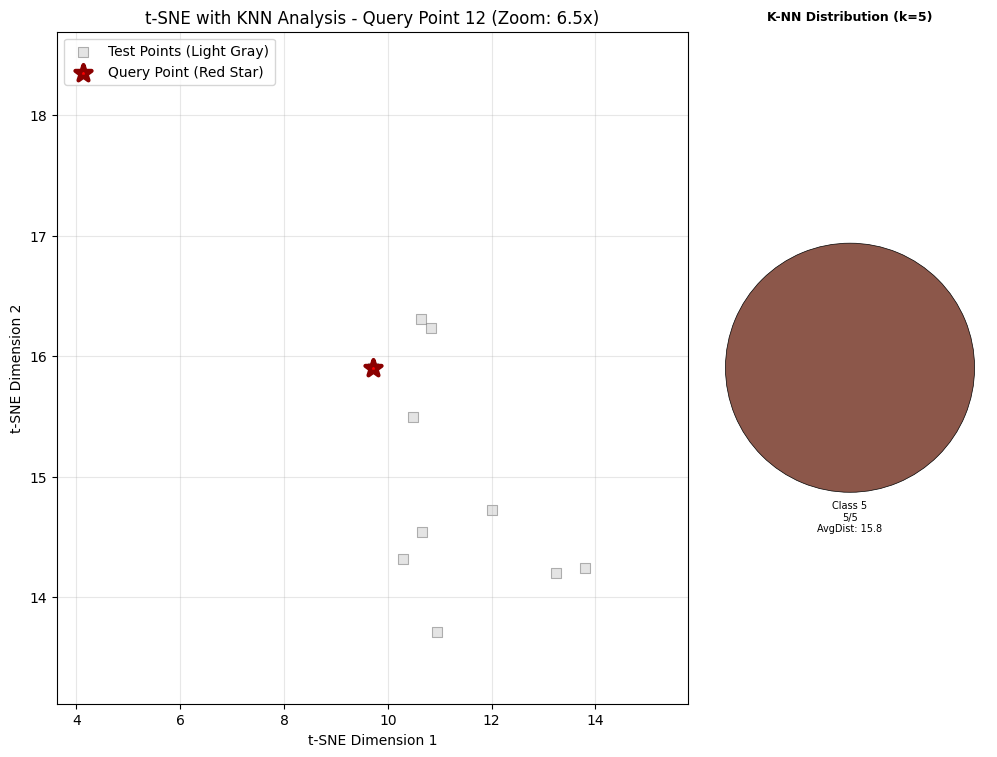 t-SNE with KNN Analysis - Query Point 12 (Zoom: 6.5x)
K-NN Distribution (k=5)
Test Points (Light Gray)
Query Point (Red Star)
18
17
16
15
14
t-SNE Dimension 2
4
6
8
10
12
14
t-SNE Dimension 1
Class 5
5/5
AvgDist: 15.8